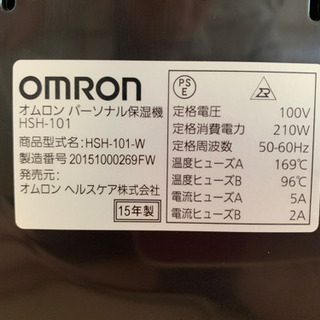 OMRON
オムロン パーソナル保湿機
HSH-101
商品型式名：HSH-101-W
製造番号 20151000269FW
発売元：
オムロン ヘルスケア株式会社
15年製
PS
E
定格電圧 100V
定格消費電力 210W
定格周波数 50-60Hz
温度ヒューズA 169℃
温度ヒューズB 96℃
電流ヒューズA 5A
電流ヒューズB 2A